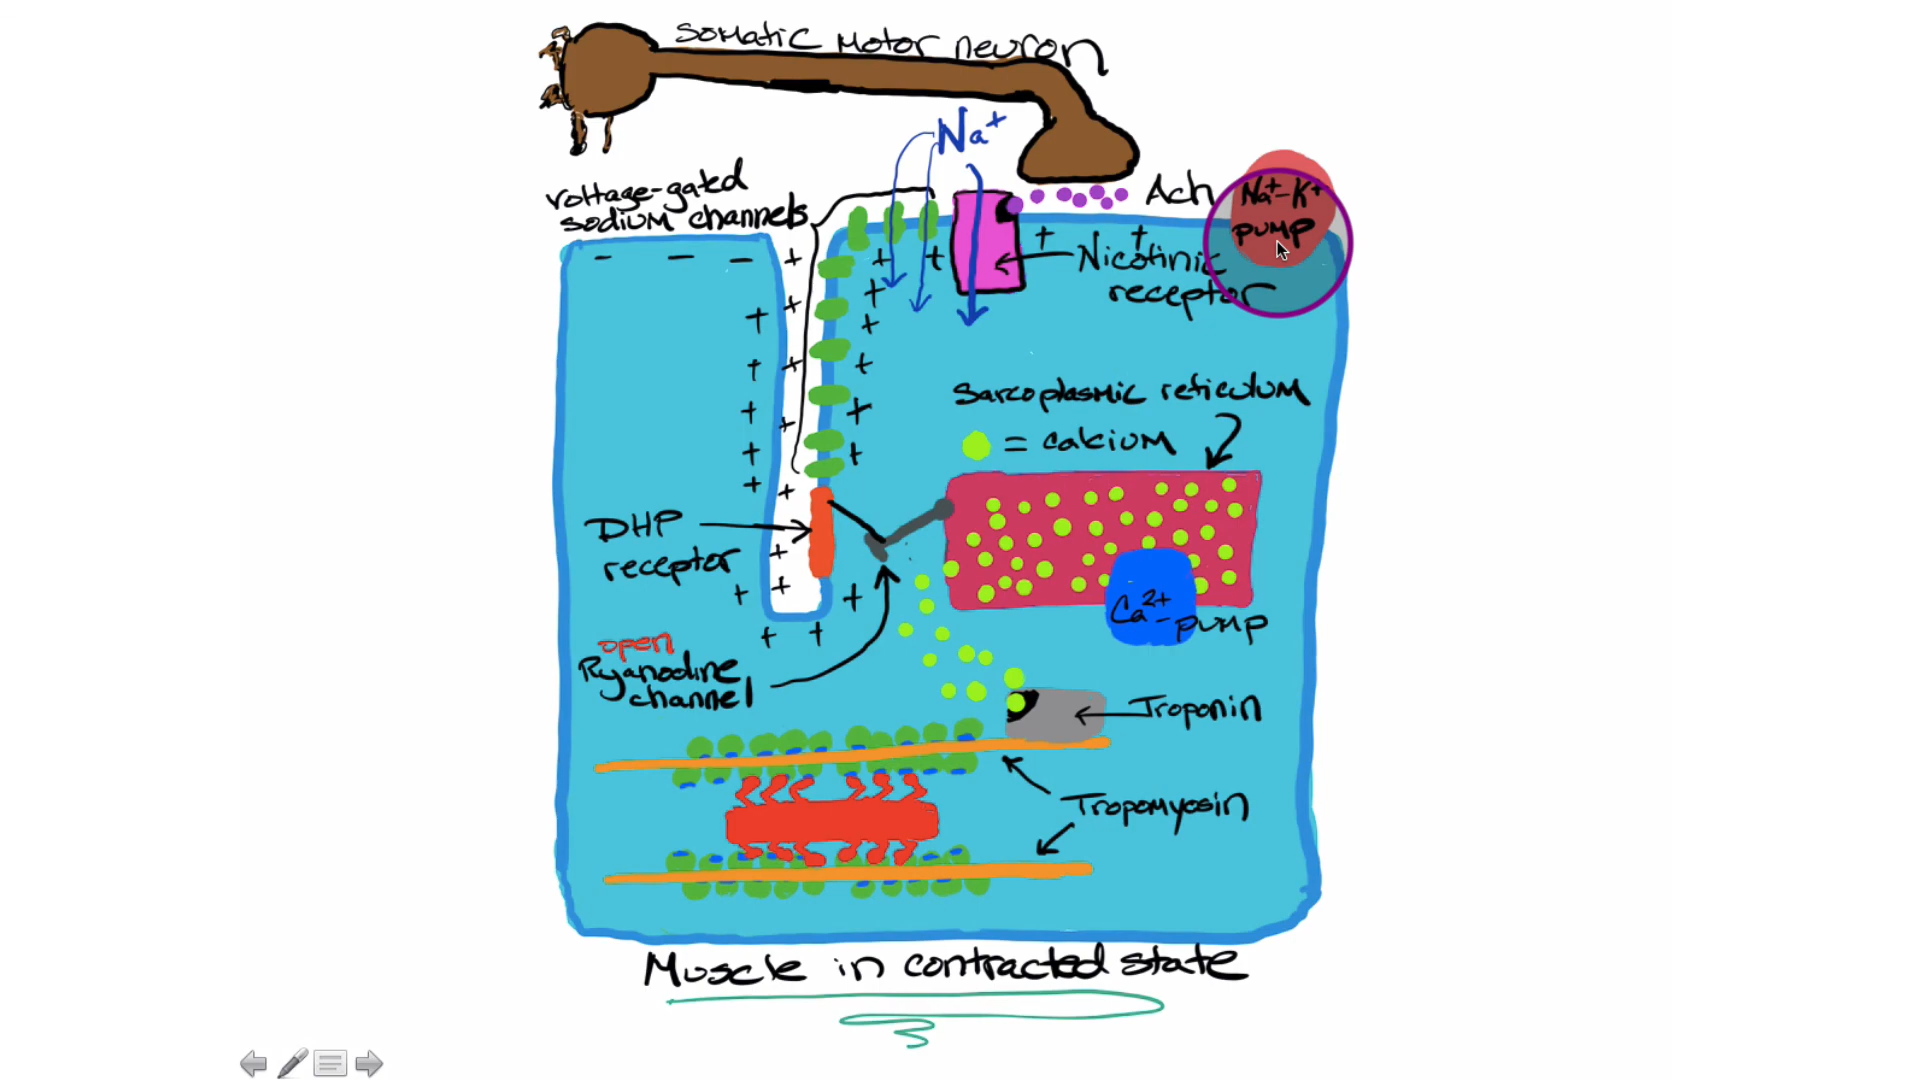 Somatic motor neuron
Na+
voltage-gated
sodium channels
Ach
Na+-K+
pump
Nicotinic
receptor
Sarcoplasmic reticulum
= calcium
DHP
receptor
Ca2+-
pump
open
Ryanodine
channel
Troponin
Tropomyosin
Muscle in contracted state